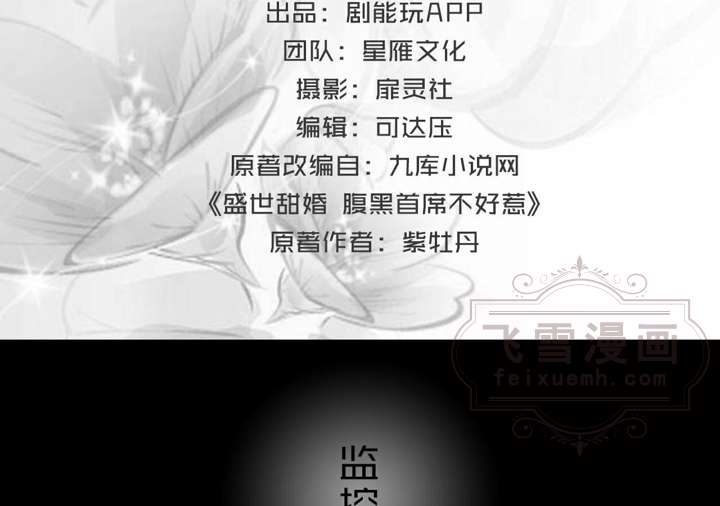 出品：剧能玩APP
团队：星雁文化
摄影：扉灵社
编辑：可达压
原著改编自：九库小说网
《盛世甜婚 腹黑首席不好惹》
原著作者：紫牡丹
飞雪漫画
feixuemh.com
监
控